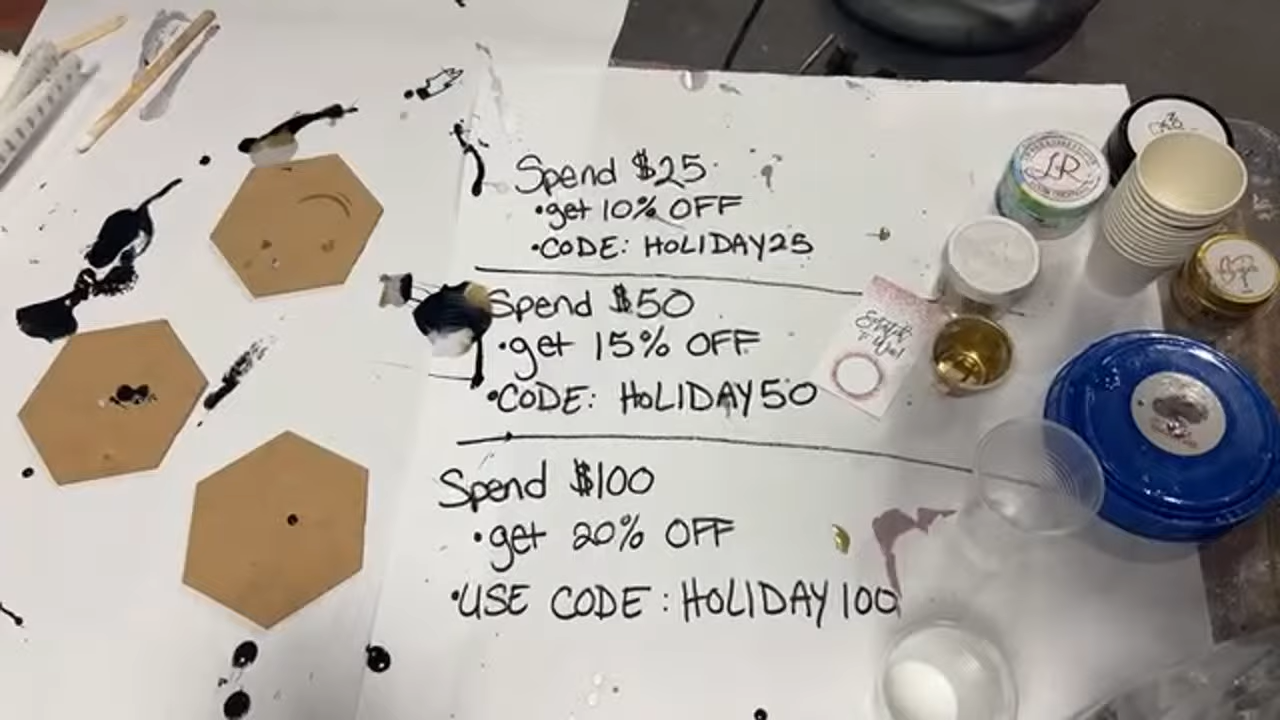 Spend $25
•get 10% OFF
•CODE: HOLIDAY25
Spend $50
•get 15% OFF
•CODE: HOLIDAY50
Spend $100
•get 20% OFF
•USE CODE: HOLIDAY100
LR